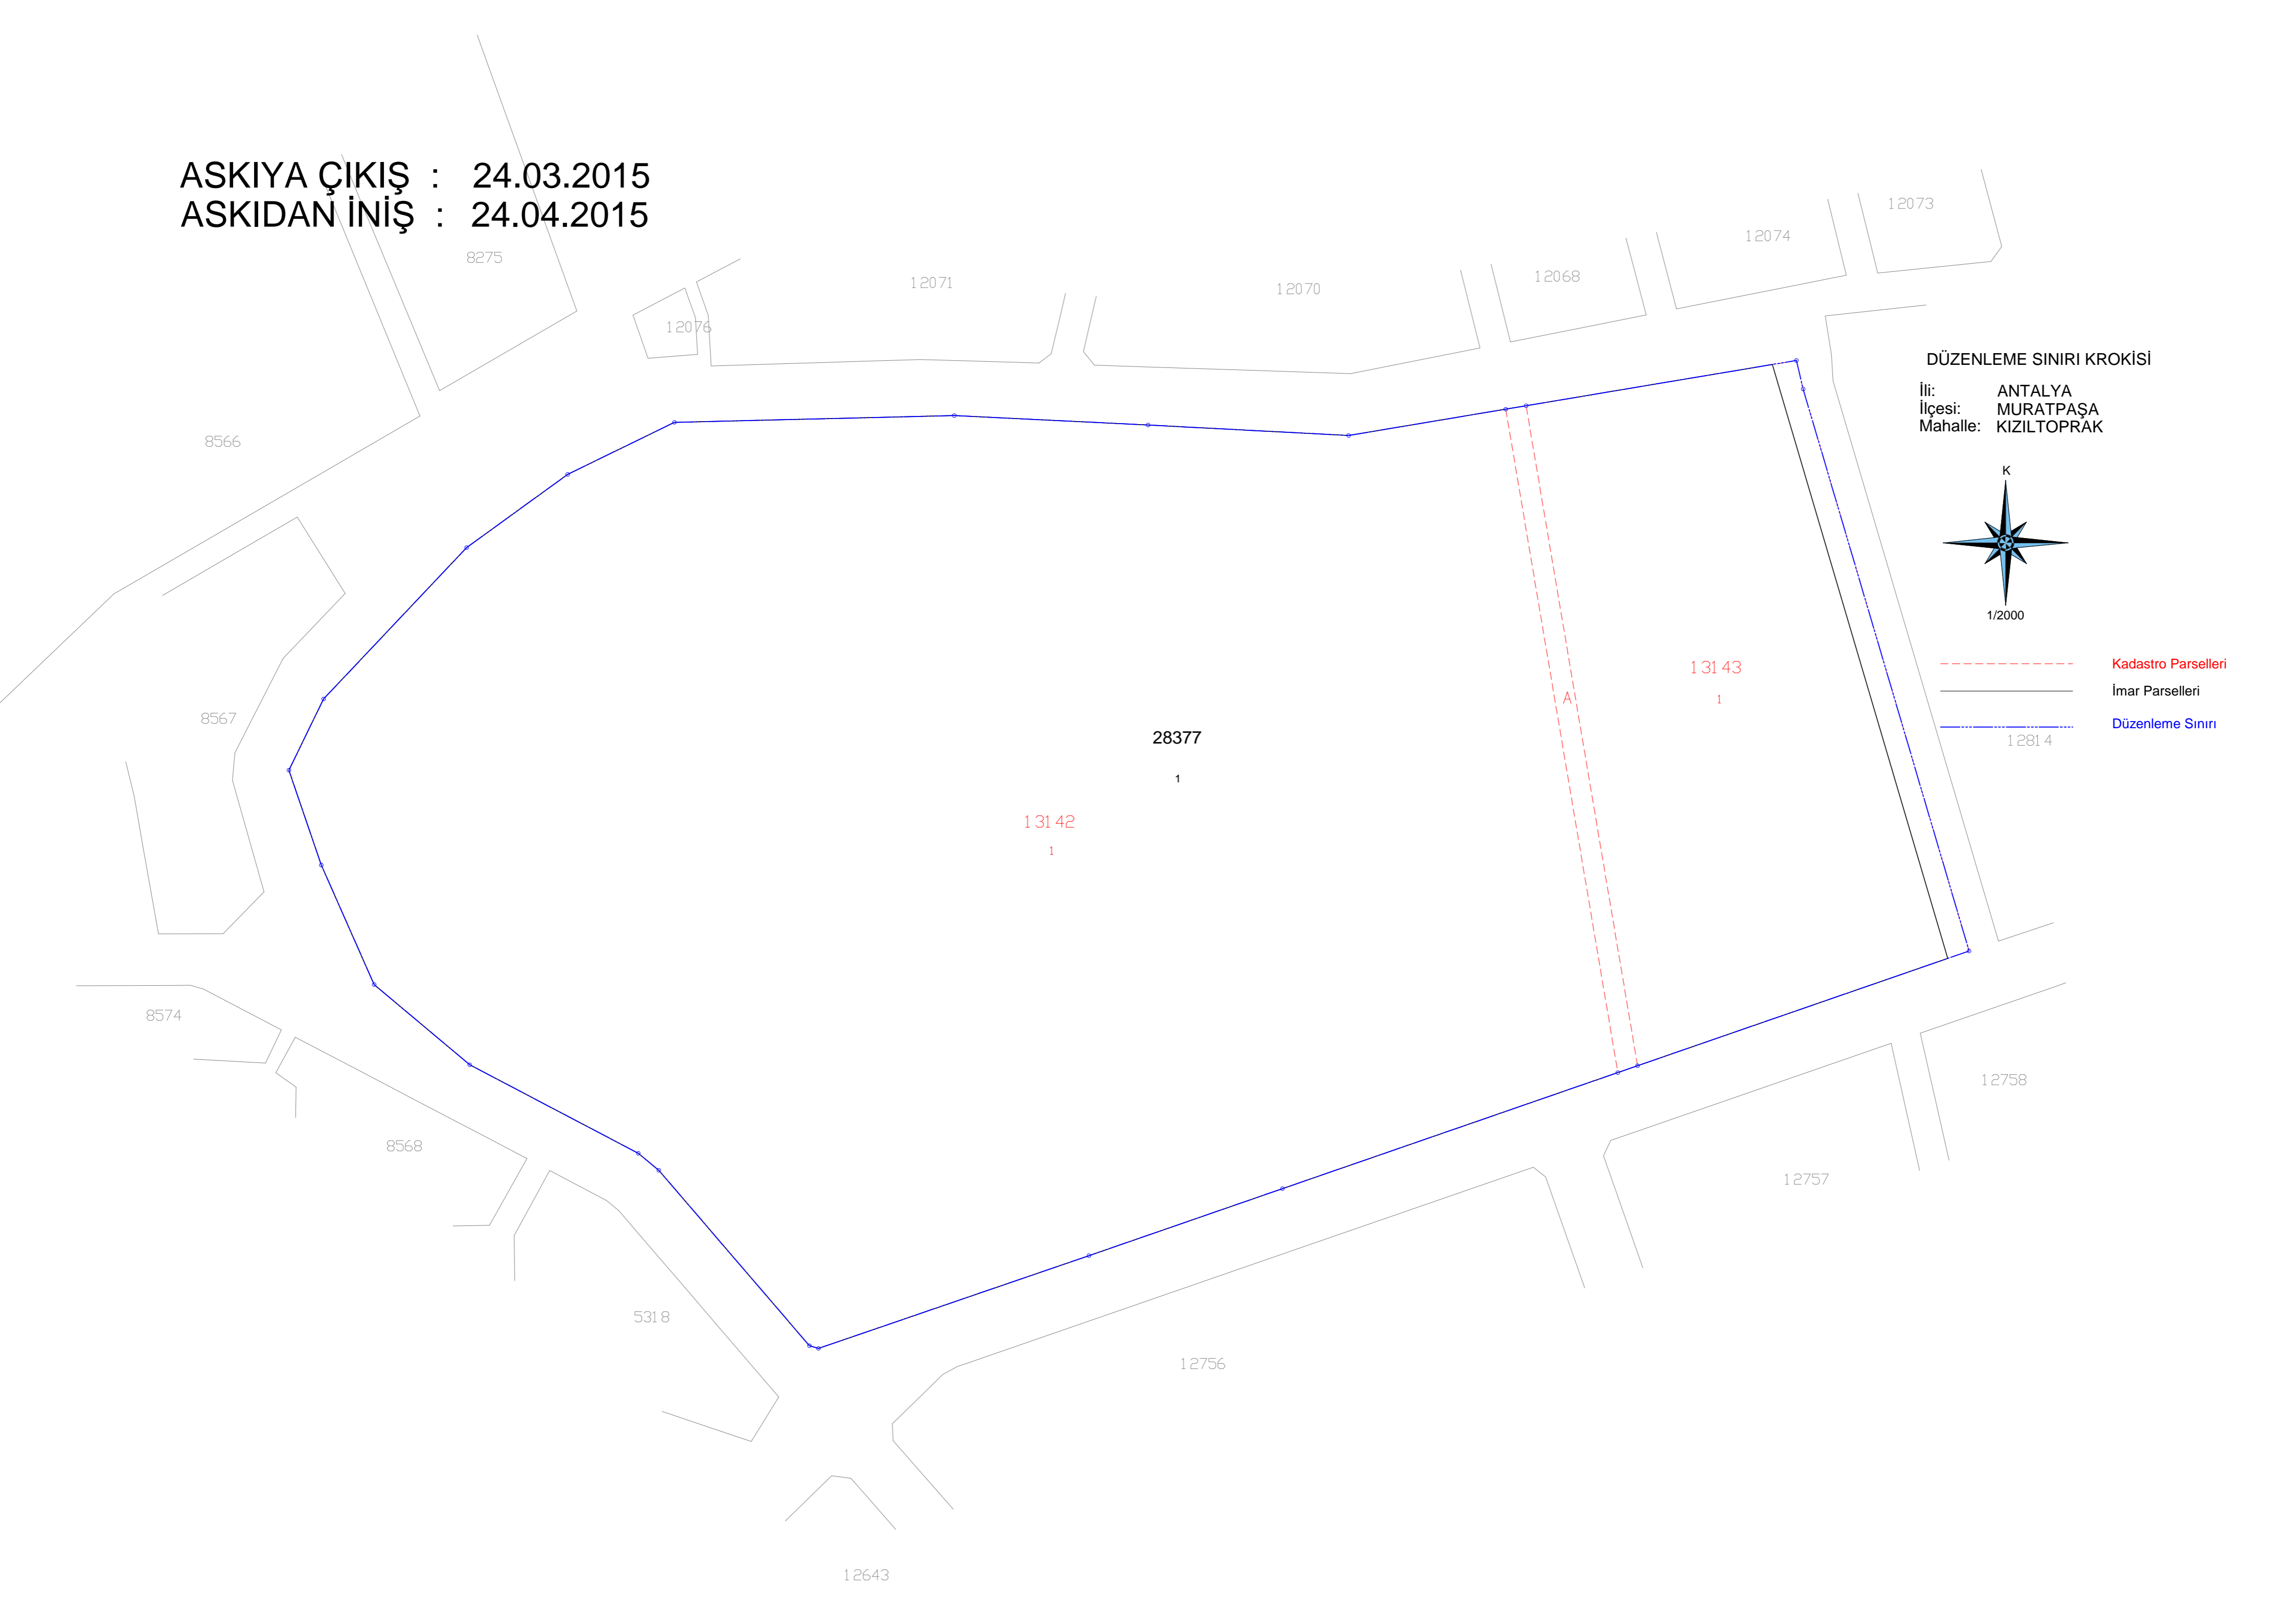 ASKIYA ÇIKIŞ : 24.03.2015
ASKIDAN İNİŞ : 24.04.2015
8275
12076
12071
12070
12068
12074
12073
8566
8567
8574
8568
5318
12643
12756
12757
12758
12814
28377
1
13142
1
A
13143
1
DÜZENLEME SINIRI KROKİSİ
İli: ANTALYA
İlçesi: MURATPAŞA
Mahalle: KIZILTOPRAK
K
1/2000
Kadastro Parselleri
İmar Parselleri
Düzenleme Sınırı